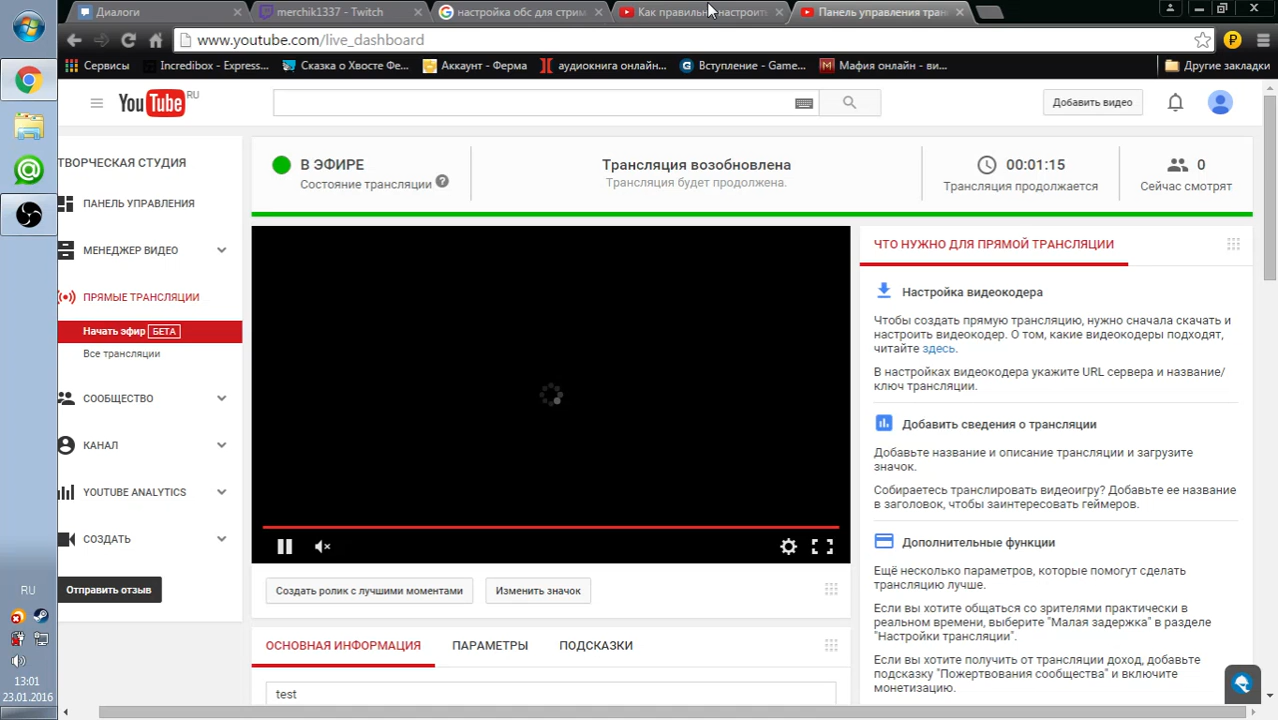 Диалоги
merchik1337 - Twitch
настройка обс для стрим
Как правильно настроить
Панель управления тран
www.youtube.com/live_dashboard
Сервисы
Incredibox - Express...
Сказка о Хвосте Фе...
Аккаунт - Ферма
аудиокнига онлайн...
Вступление - Game...
Мафия онлайн - ви...
Другие закладки
YouTube RU
Добавить видео
ТВОРЧЕСКАЯ СТУДИЯ
ПАНЕЛЬ УПРАВЛЕНИЯ
МЕНЕДЖЕР ВИДЕО
ПРЯМЫЕ ТРАНСЛЯЦИИ
Начать эфир БЕТА
Все трансляции
СООБЩЕСТВО
КАНАЛ
YOUTUBE ANALYTICS
СОЗДАТЬ
Отправить отзыв
В ЭФИРЕ
Состояние трансляции ?
Трансляция возобновлена
Трансляция будет продолжена.
00:01:15
Трансляция продолжается
0
Сейчас смотрят
Создать ролик с лучшими моментами
Изменить значок
ОСНОВНАЯ ИНФОРМАЦИЯ
ПАРАМЕТРЫ
ПОДСКАЗКИ
test
ЧТО НУЖНО ДЛЯ ПРЯМОЙ ТРАНСЛЯЦИИ
Настройка видеокодера
Чтобы создать прямую трансляцию, нужно сначала скачать и
настроить видеокодер. О том, какие видеокодеры подходят,
читайте здесь.
В настройках видеокодера укажите URL сервера и название/
ключ трансляции.
Добавить сведения о трансляции
Добавьте название и описание трансляции и загрузите
значок.
Собираетесь транслировать видеоигру? Добавьте ее название
в заголовок, чтобы заинтересовать геймеров.
Дополнительные функции
Ещё несколько параметров, которые помогут сделать
трансляцию лучше.
Если вы хотите общаться со зрителями практически в
реальном времени, выберите "Малая задержка" в разделе
"Настройки трансляции".
Если вы хотите получить от трансляции доход, добавьте
подсказку "Пожертвования сообщества" и включите
монетизацию.
RU
13:01
23.01.2016